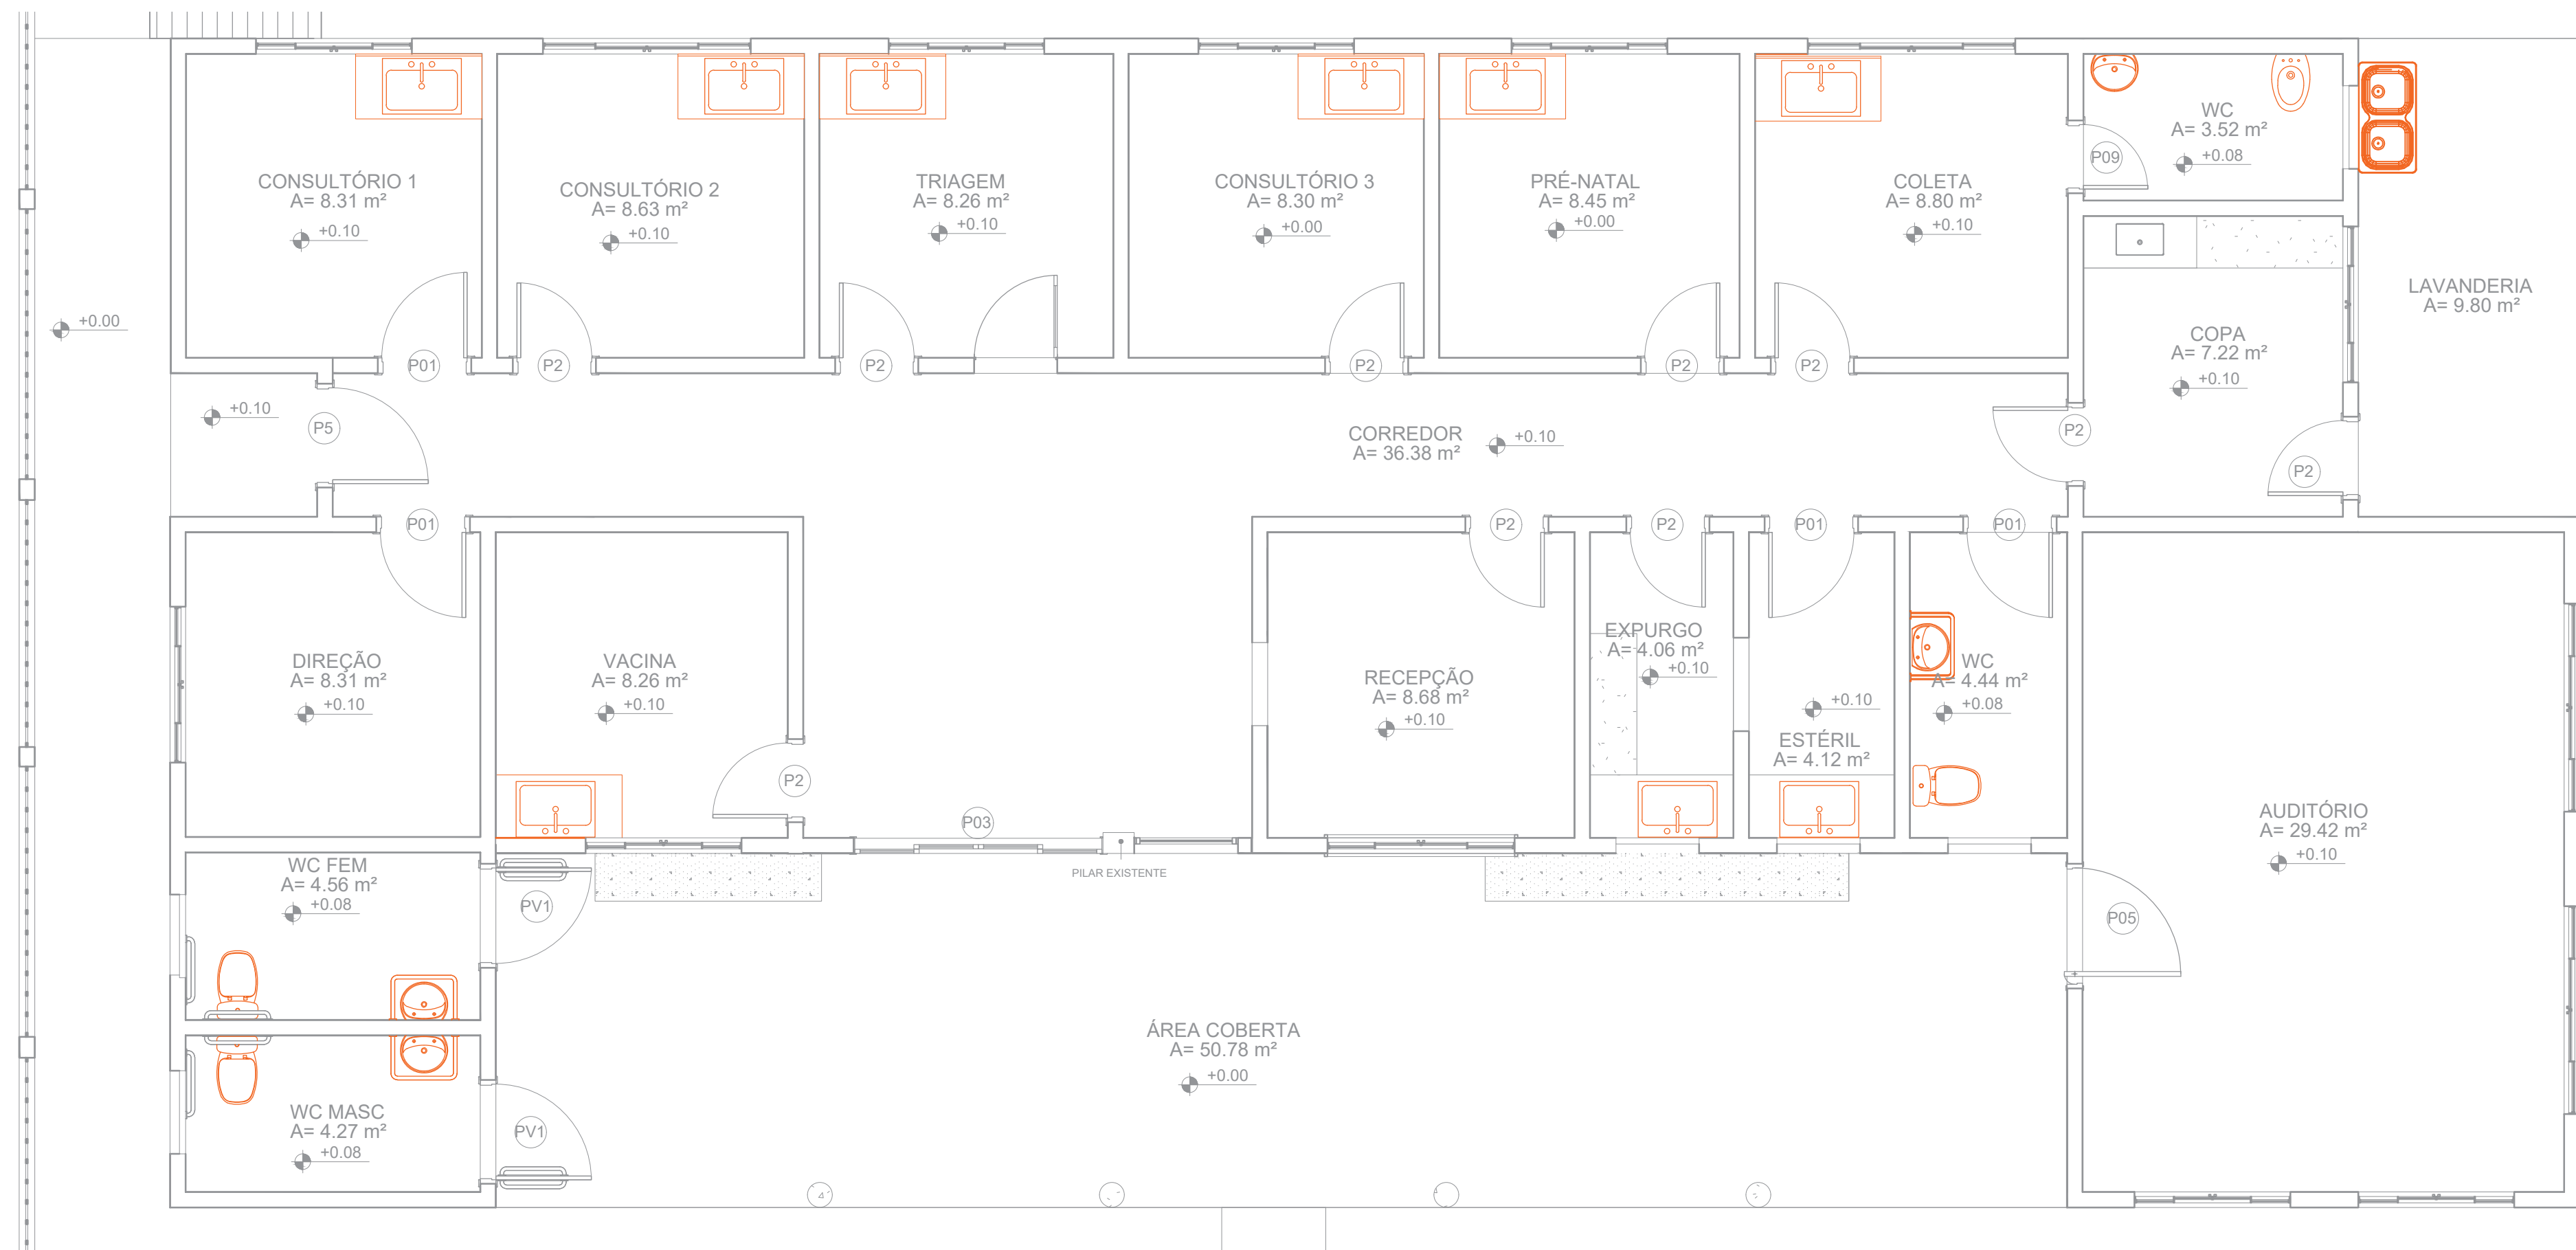 CONSULTÓRIO 1
A= 8.31 m²
+0.10
CONSULTÓRIO 2
A= 8.63 m²
+0.10
TRIAGEM
A= 8.26 m²
+0.10
CONSULTÓRIO 3
A= 8.30 m²
+0.00
PRÉ-NATAL
A= 8.45 m²
+0.00
COLETA
A= 8.80 m²
+0.10
WC
A= 3.52 m²
+0.08
P09
LAVANDERIA
A= 9.80 m²
COPA
A= 7.22 m²
+0.10
+0.00
P01
P2
P2
P2
P2
P2
+0.10
P5
CORREDOR
A= 36.38 m²
+0.10
P2
P2
P01
P2
P2
P01
P01
DIREÇÃO
A= 8.31 m²
+0.10
VACINA
A= 8.26 m²
+0.10
P2
RECEPÇÃO
A= 8.68 m²
+0.10
EXPURGO
A= 4.06 m²
+0.10
+0.10
ESTÉRIL
A= 4.12 m²
WC
A= 4.44 m²
+0.08
AUDITÓRIO
A= 29.42 m²
+0.10
P03
PILAR EXISTENTE
WC FEM
A= 4.56 m²
+0.08
PV1
P05
ÁREA COBERTA
A= 50.78 m²
+0.00
WC MASC
A= 4.27 m²
+0.08
PV1